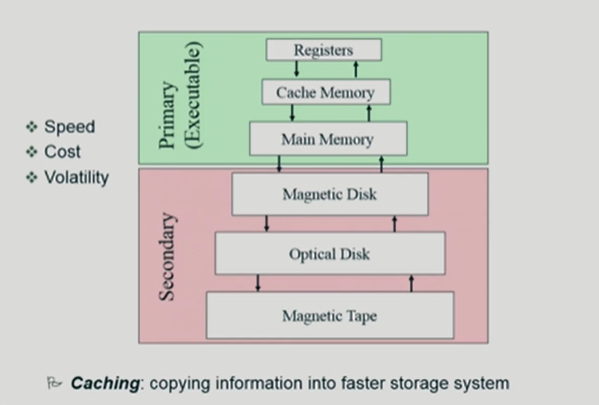 Primary
(Executable)
Registers
Cache Memory
Main Memory
Speed
Cost
Volatility
Secondary
Magnetic Disk
Optical Disk
Magnetic Tape
Caching: copying information into faster storage system